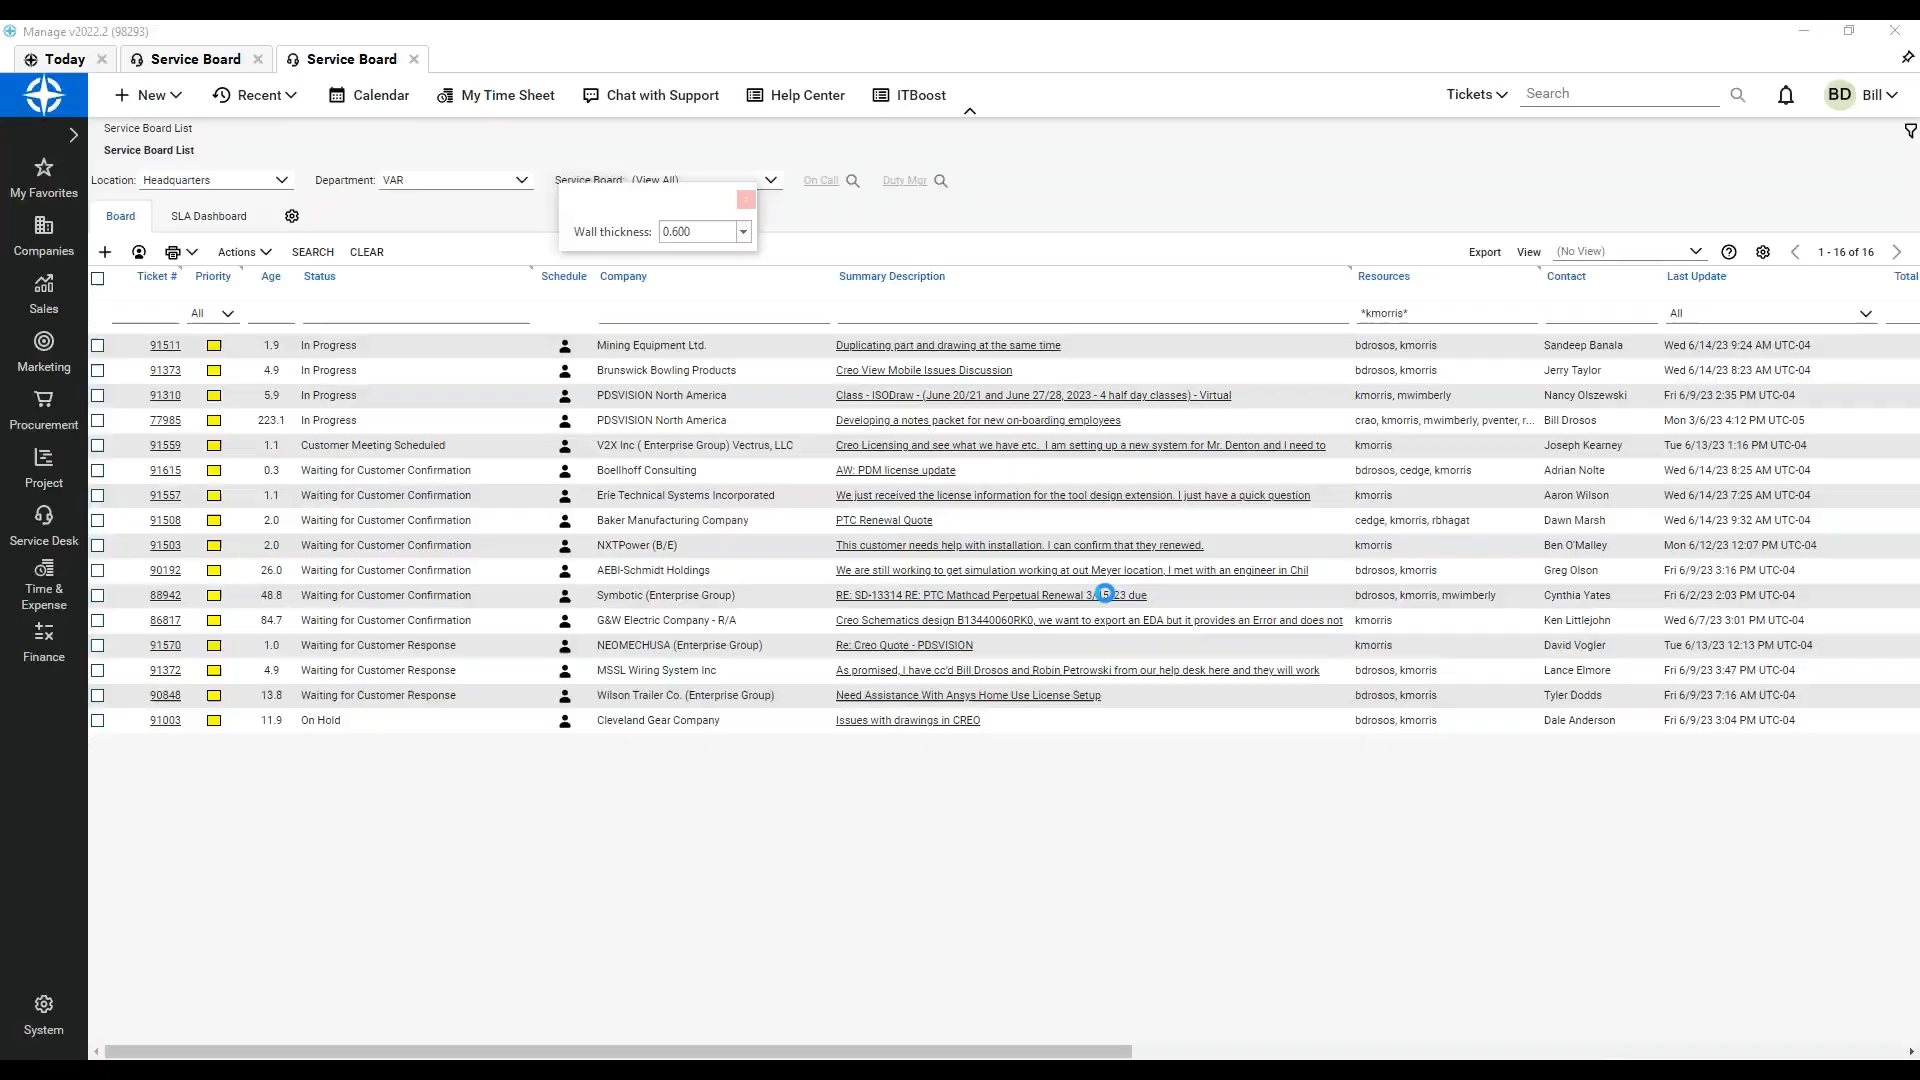 Manage v2022.2 (98293)
Today Service Board Service Board
New Recent Calendar My Time Sheet Chat with Support Help Center ITBoost Tickets Search BD Bill
Service Board List
Service Board List
Location: Headquarters Department: VAR Service Board: (View All) On Call Duty Mgr
Board SLA Dashboard
Wall thickness: 0.600
Actions SEARCH CLEAR Export View (No View) 1 - 16 of 16
Ticket # Priority Age Status Schedule Company Summary Description Resources Contact Last Update Total
All *kmorris* All
91511 1.9 In Progress Mining Equipment Ltd. Duplicating part and drawing at the same time bdrosos, kmorris Sandeep Banala Wed 6/14/23 9:24 AM UTC-04
91373 4.9 In Progress Brunswick Bowling Products Creo View Mobile Issues Discussion bdrosos, kmorris Jerry Taylor Wed 6/14/23 8:23 AM UTC-04
91310 5.9 In Progress PDSVISION North America Class - ISODraw - (June 20/21 and June 27/28, 2023 - 4 half day classes) - Virtual kmorris, mwimberly Nancy Olszewski Fri 6/9/23 2:35 PM UTC-04
77985 223.1 In Progress PDSVISION North America Developing a notes packet for new on-boarding employees crao, kmorris, mwimberly, pventer, r... Bill Drosos Mon 3/6/23 4:12 PM UTC-05
91559 1.1 Customer Meeting Scheduled V2X Inc ( Enterprise Group) Vectrus, LLC Creo Licensing and see what we have etc. I am setting up a new system for Mr. Denton and I need to kmorris Joseph Kearney Tue 6/13/23 1:16 PM UTC-04
91615 0.3 Waiting for Customer Confirmation Boellhoff Consulting AW: PDM license update bdrosos, cedge, kmorris Adrian Nolte Wed 6/14/23 8:25 AM UTC-04
91557 1.1 Waiting for Customer Confirmation Erie Technical Systems Incorporated We just received the license information for the tool design extension. I just have a quick question kmorris Aaron Wilson Wed 6/14/23 7:25 AM UTC-04
91508 2.0 Waiting for Customer Confirmation Baker Manufacturing Company PTC Renewal Quote cedge, kmorris, rbhagat Dawn Marsh Wed 6/14/23 9:32 AM UTC-04
91503 2.0 Waiting for Customer Confirmation NXTPower (B/E) This customer needs help with installation. I can confirm that they renewed. kmorris Ben O'Malley Mon 6/12/23 12:07 PM UTC-04
90192 26.0 Waiting for Customer Confirmation AEBI-Schmidt Holdings We are still working to get simulation working at out Meyer location, I met with an engineer in Chil bdrosos, kmorris Greg Olson Fri 6/9/23 3:16 PM UTC-04
88942 48.8 Waiting for Customer Confirmation Symbotic (Enterprise Group) RE: SD-13314 RE: PTC Mathcad Perpetual Renewal due bdrosos, kmorris, mwimberly Cynthia Yates Fri 6/2/23 2:03 PM UTC-04
86817 84.7 Waiting for Customer Confirmation G&W Electric Company - R/A Creo Schematics design B13440060RK0, we want to export an EDA but it provides an Error and does not kmorris Ken Littlejohn Wed 6/7/23 3:01 PM UTC-04
91570 1.0 Waiting for Customer Response NEOMECHUSA (Enterprise Group) Re: Creo Quote - PDSVISION kmorris David Vogler Tue 6/13/23 12:13 PM UTC-04
91372 4.9 Waiting for Customer Response MSSL Wiring System Inc As promised, I have cc'd Bill Drosos and Robin Petrowski from our help desk here and they will work bdrosos, kmorris Lance Elmore Fri 6/9/23 3:47 PM UTC-04
90848 13.8 Waiting for Customer Response Wilson Trailer Co. (Enterprise Group) Need Assistance With Ansys Home Use License Setup bdrosos, kmorris Tyler Dodds Fri 6/9/23 7:16 AM UTC-04
91003 11.9 On Hold Cleveland Gear Company Issues with drawings in CREO bdrosos, kmorris Dale Anderson Fri 6/9/23 3:04 PM UTC-04
My Favorites
Companies
Sales
Marketing
Procurement
Project
Service Desk
Time &
Expense
Finance
System